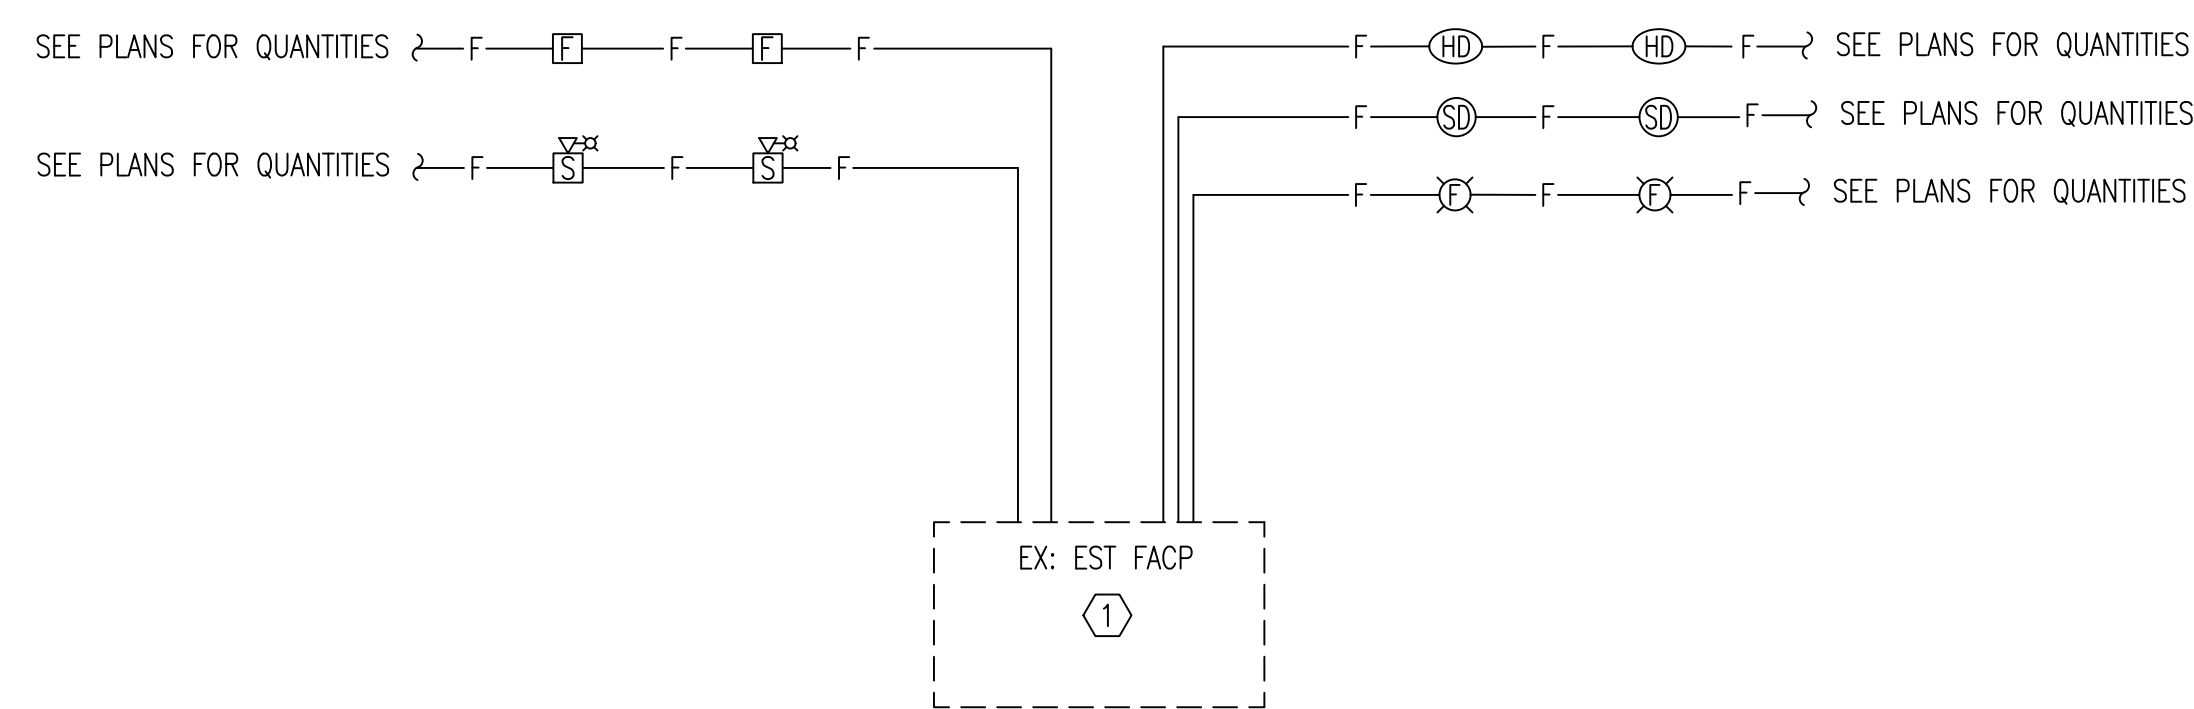 SEE PLANS FOR QUANTITIES F F F F F
F HD F HD F SEE PLANS FOR QUANTITIES
F SD F SD F SEE PLANS FOR QUANTITIES
SEE PLANS FOR QUANTITIES F S F S F
F F F F F SEE PLANS FOR QUANTITIES
EX: EST FACP
1